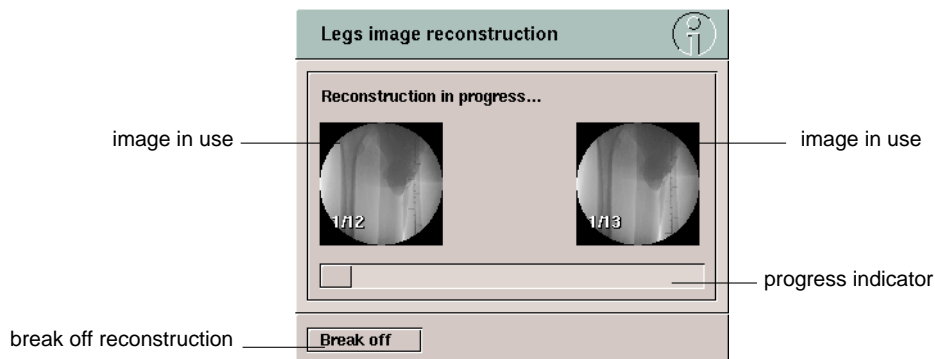 Legs image reconstruction
Reconstruction in progress...
image in use
image in use
1/12
1/13
progress indicator
break off reconstruction
Break off